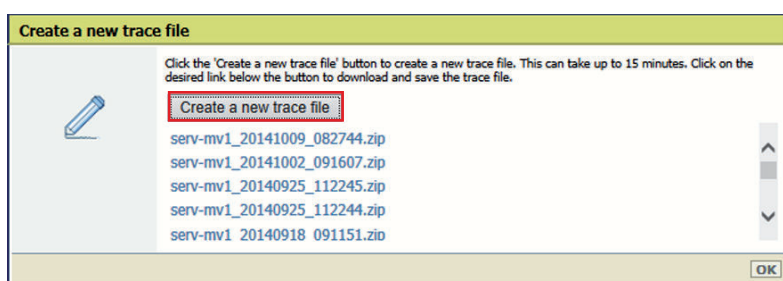 Create a new trace file
Click the 'Create a new trace file' button to create a new trace file. This can take up to 15 minutes. Click on the
desired link below the button to download and save the trace file.
Create a new trace file
serv-mv1_20141009_082744.zip
serv-mv1_20141002_091607.zip
serv-mv1_20140925_112245.zip
serv-mv1_20140925_112244.zip
serv-mv1_20140918_091151.zip
OK